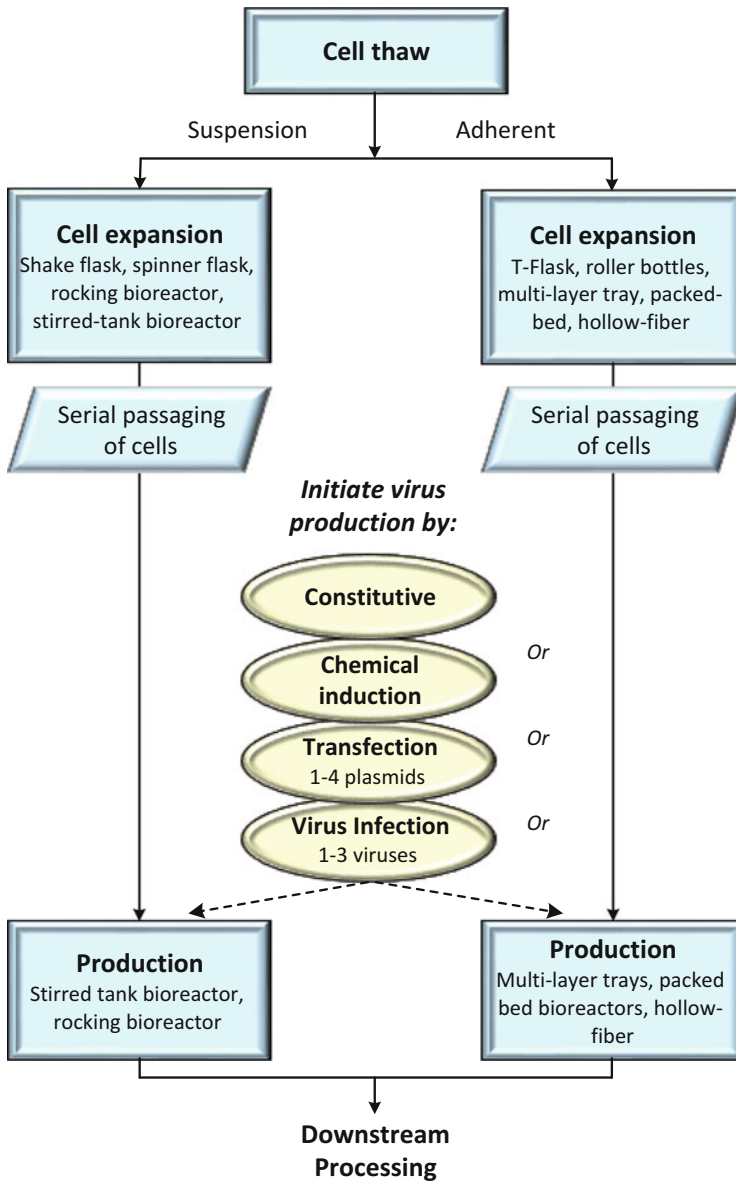 Cell thaw
Suspension
Adherent
Cell expansion
Shake flask, spinner flask,
rocking bioreactor,
stirred-tank bioreactor
Cell expansion
T-Flask, roller bottles,
multi-layer tray, packed-
bed, hollow-fiber
Serial passaging
of cells
Serial passaging
of cells
Initiate virus
production by:
Constitutive
Or
Chemical
induction
Or
Transfection
1-4 plasmids
Or
Virus Infection
1-3 viruses
Production
Stirred tank bioreactor,
rocking bioreactor
Production
Multi-layer trays, packed
bed bioreactors, hollow-
fiber
Downstream
Processing